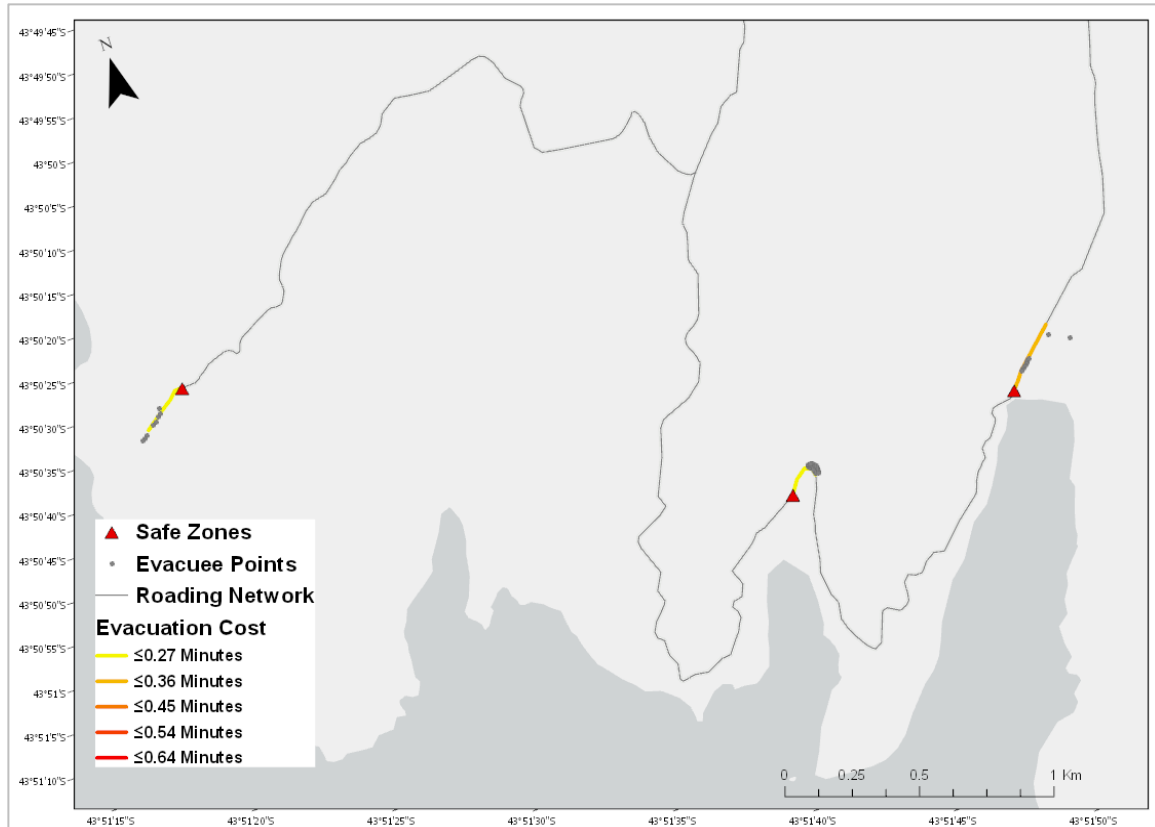 N
43°49'45"S
43°49'50"S
43°49'55"S
43°50'S
43°50'5"S
43°50'10"S
43°50'15"S
43°50'20"S
43°50'25"S
43°50'30"S
43°50'35"S
43°50'40"S
43°50'45"S
43°50'50"S
43°50'55"S
43°51'S
43°51'5"S
43°51'10"S
Safe Zones
Evacuee Points
Roading Network
Evacuation Cost
≤0.27 Minutes
≤0.36 Minutes
≤0.45 Minutes
≤0.54 Minutes
≤0.64 Minutes
0 0.25 0.5 1 Km
43°51'15"S 43°51'20"S 43°51'25"S 43°51'30"S 43°51'35"S 43°51'40"S 43°51'45"S 43°51'50"S